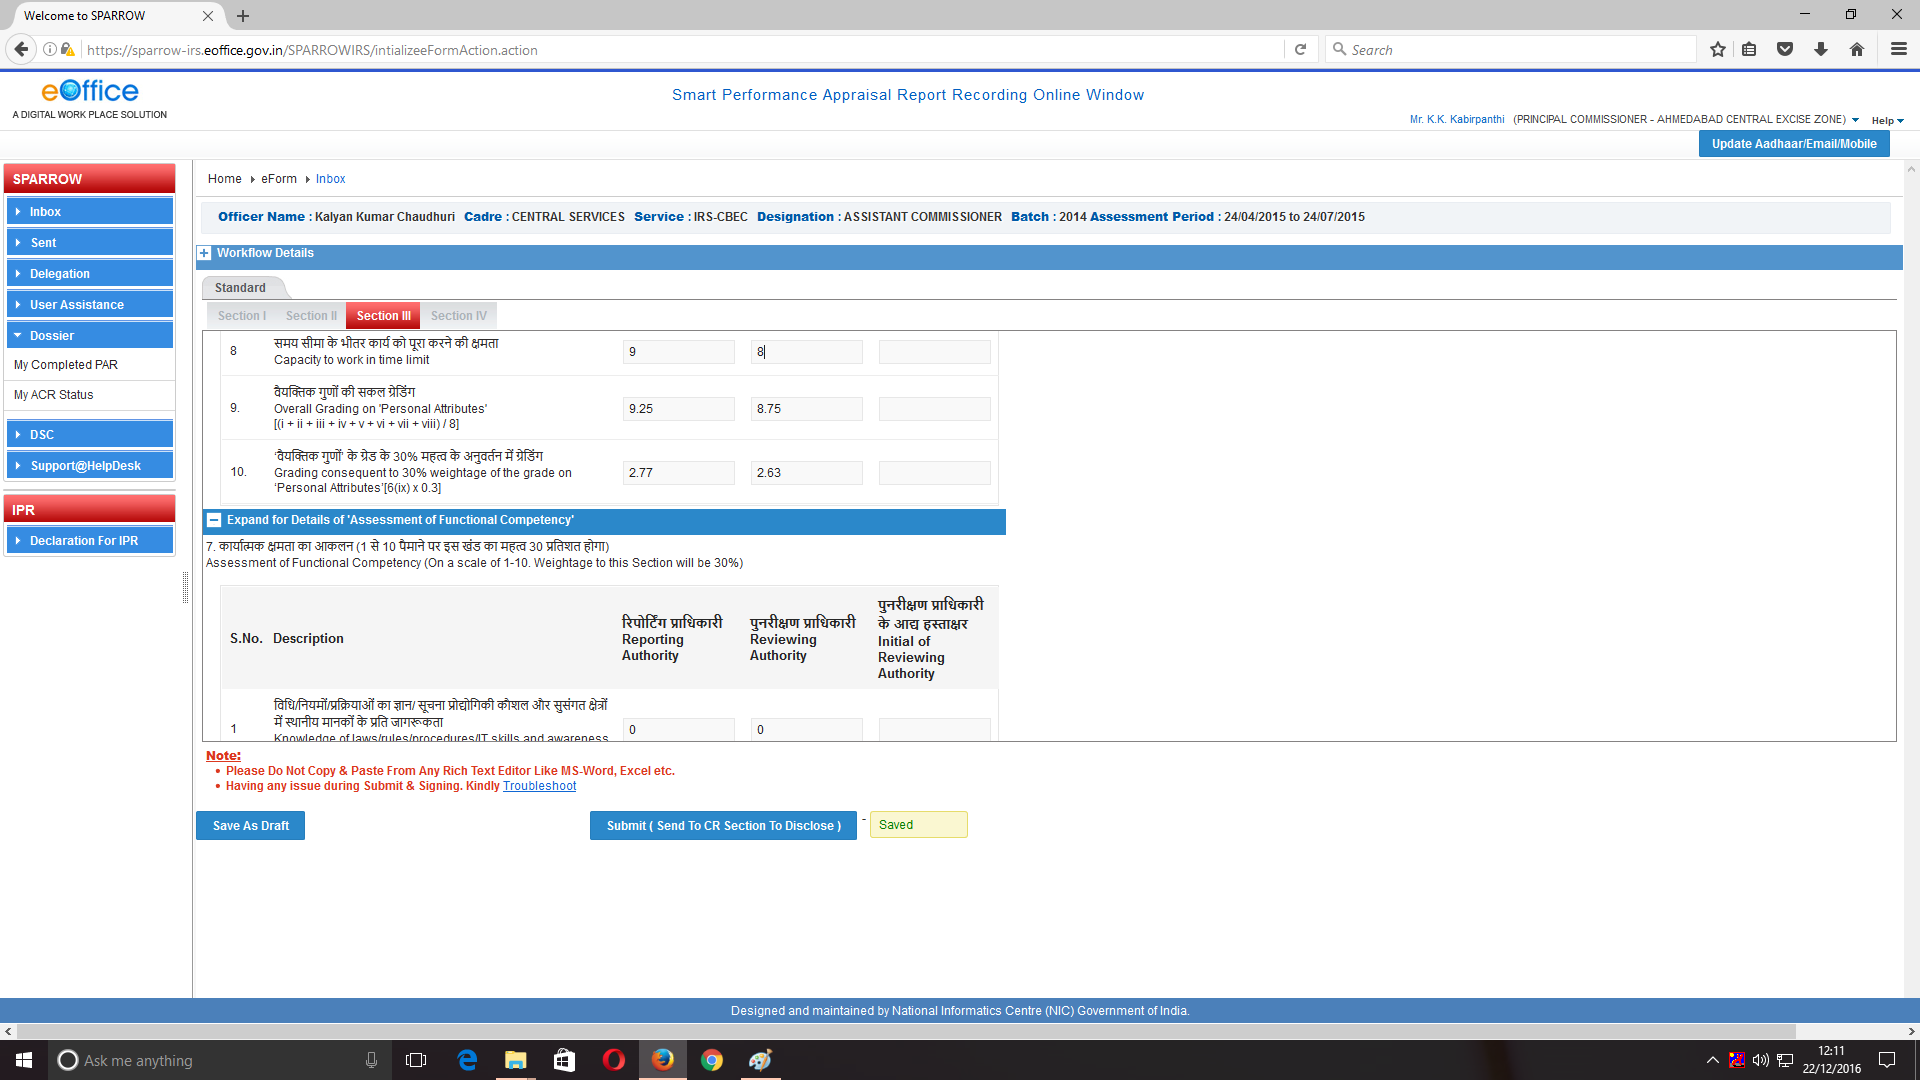 Welcome to SPARROW
https://sparrow-irs.eoffice.gov.in/SPARROWIRS/intializeeFormAction.action
Search
eOffice
A DIGITAL WORK PLACE SOLUTION
Smart Performance Appraisal Report Recording Online Window
Mr. K.K. Kabirpanthi (PRINCIPAL COMMISSIONER - AHMEDABAD CENTRAL EXCISE ZONE) Help
Update Aadhaar/Email/Mobile
SPARROW
Inbox
Sent
Delegation
User Assistance
Dossier
My Completed PAR
My ACR Status
DSC
Support@HelpDesk
IPR
Declaration For IPR
Home eForm Inbox
Officer Name : Kalyan Kumar Chaudhuri Cadre : CENTRAL SERVICES Service : IRS-CBEC Designation : ASSISTANT COMMISSIONER Batch : 2014 Assessment Period : 24/04/2015 to 24/07/2015
Workflow Details
Standard
Section I Section II Section III Section IV
समय सीमा के भीतर कार्य को पूरा करने की क्षमता
8 9 8
Capacity to work in time limit
वैयक्तिक गुणों की सकल ग्रेडिंग
9. Overall Grading on 'Personal Attributes' 9.25 8.75
[(i + ii + iii + iv + v + vi + vii + viii) / 8]
‘वैयक्तिक गुणों’ के ग्रेड के 30% महत्व के अनुवर्तन में ग्रेडिंग
10. Grading consequent to 30% weightage of the grade on 2.77 2.63
‘Personal Attributes’[6(ix) x 0.3]
Expand for Details of 'Assessment of Functional Competency'
7. कार्यात्मक क्षमता का आकलन (1 से 10 पैमाने पर इस खंड का महत्व 30 प्रतिशत होगा)
Assessment of Functional Competency (On a scale of 1-10. Weightage to this Section will be 30%)
S.No. Description
रिपोर्टिंग प्राधिकारी
Reporting
Authority
पुनरीक्षण प्राधिकारी
Reviewing
Authority
पुनरीक्षण प्राधिकारी
के आद्य हस्ताक्षर
Initial of
Reviewing
Authority
विधि/नियमों/प्रक्रियाओं का ज्ञान/ सूचना प्रोद्योगिकी कौशल और सुसंगत क्षेत्रों
में स्थानीय मानकों के प्रति जागरूकता
1 0 0
Knowledge of laws/rules/procedures/IT skills and awareness
Note:
• Please Do Not Copy & Paste From Any Rich Text Editor Like MS-Word, Excel etc.
• Having any issue during Submit & Signing. Kindly Troubleshoot
Save As Draft Submit ( Send To CR Section To Disclose ) - Saved
Designed and maintained by National Informatics Centre (NIC) Government of India.
Ask me anything
12:11
22/12/2016